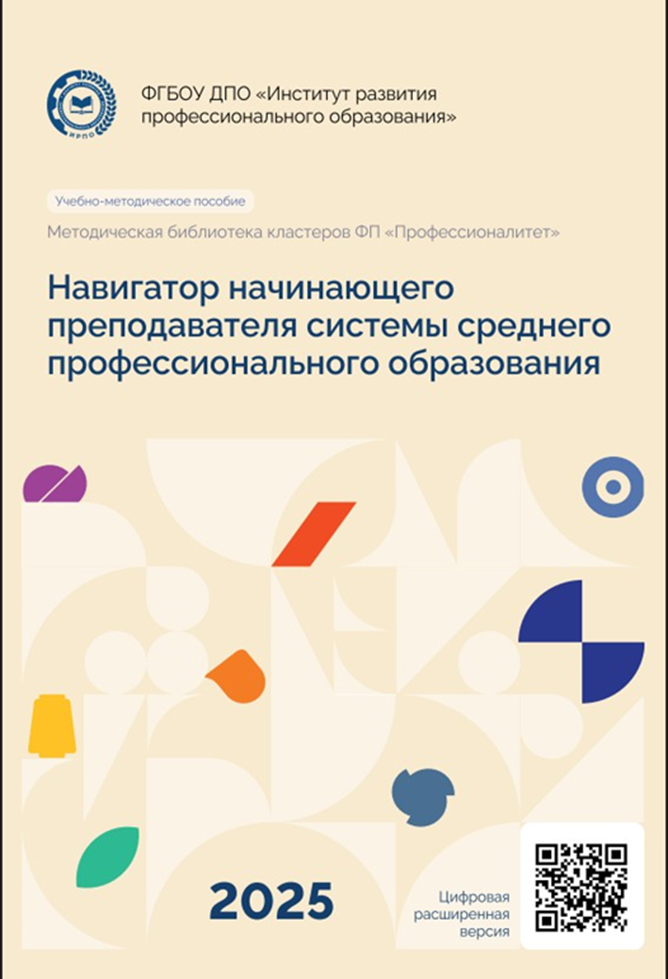 ИРПО
ФГБОУ ДПО «Институт развития
профессионального образования»
Учебно-методическое пособие
Методическая библиотека кластеров ФП «Профессионалитет»
Навигатор начинающего
преподавателя системы среднего
профессионального образования
2025
Цифровая
расширенная
версия